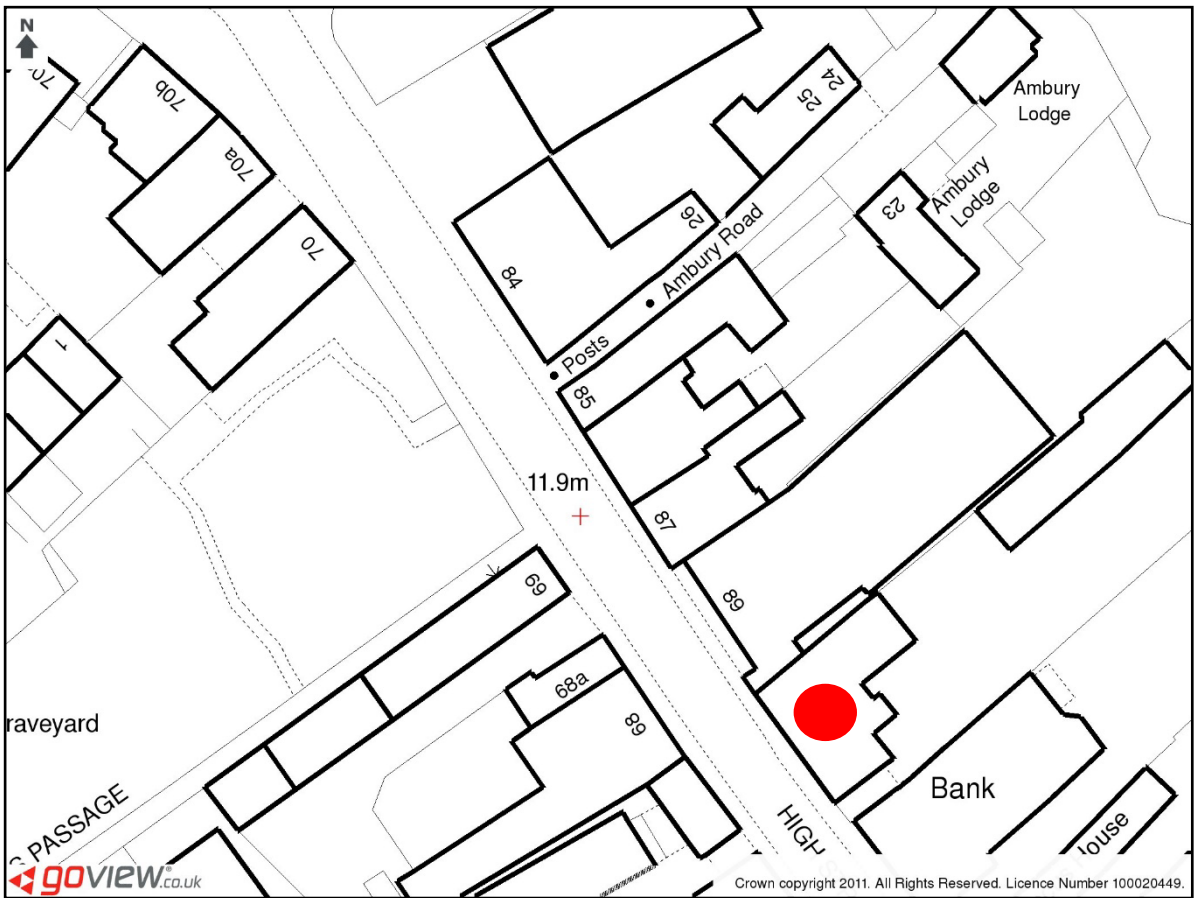 N
70b
70a
70
24
25
Ambury
Lodge
26
Ambury Road
23
Ambury
Lodge
84
Posts
85
1
11.9m
87
89
69
68a
68
raveyard
PASSAGE
HIGH
Bank
House
goview.co.uk
Crown copyright 2011. All Rights Reserved. Licence Number 100020449.